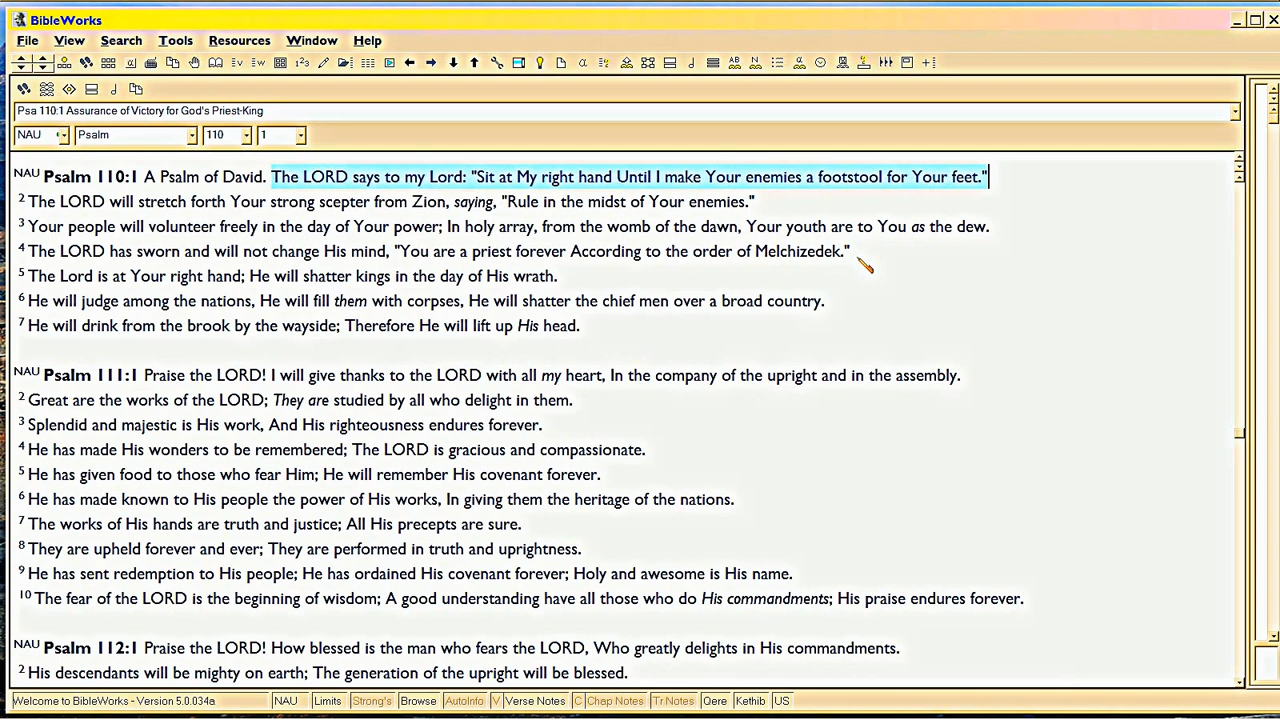 BibleWorks
File View Search Tools Resources Window Help
Psa 110:1 Assurance of Victory for God's Priest-King
NAU Psalm 110 1
NAU Psalm 110:1 A Psalm of David. The LORD says to my Lord: "Sit at My right hand Until I make Your enemies a footstool for Your feet."
2 The LORD will stretch forth Your strong scepter from Zion, saying, "Rule in the midst of Your enemies."
3 Your people will volunteer freely in the day of Your power; In holy array, from the womb of the dawn, Your youth are to You as the dew.
4 The LORD has sworn and will not change His mind, "You are a priest forever According to the order of Melchizedek."
5 The Lord is at Your right hand; He will shatter kings in the day of His wrath.
6 He will judge among the nations, He will fill them with corpses, He will shatter the chief men over a broad country.
7 He will drink from the brook by the wayside; Therefore He will lift up His head.
NAU Psalm 111:1 Praise the LORD! I will give thanks to the LORD with all my heart, In the company of the upright and in the assembly.
2 Great are the works of the LORD; They are studied by all who delight in them.
3 Splendid and majestic is His work, And His righteousness endures forever.
4 He has made His wonders to be remembered; The LORD is gracious and compassionate.
5 He has given food to those who fear Him; He will remember His covenant forever.
6 He has made known to His people the power of His works, In giving them the heritage of the nations.
7 The works of His hands are truth and justice; All His precepts are sure.
8 They are upheld forever and ever; They are performed in truth and uprightness.
9 He has sent redemption to His people; He has ordained His covenant forever; Holy and awesome is His name.
10 The fear of the LORD is the beginning of wisdom; A good understanding have all those who do His commandments; His praise endures forever.
NAU Psalm 112:1 Praise the LORD! How blessed is the man who fears the LORD, Who greatly delights in His commandments.
2 His descendants will be mighty on earth; The generation of the upright will be blessed.
Welcome to BibleWorks - Version 5.0.034a NAU Limits Strong's Browse AutoInfo V Verse Notes C Chap Notes Tr Notes Qere Kethib US